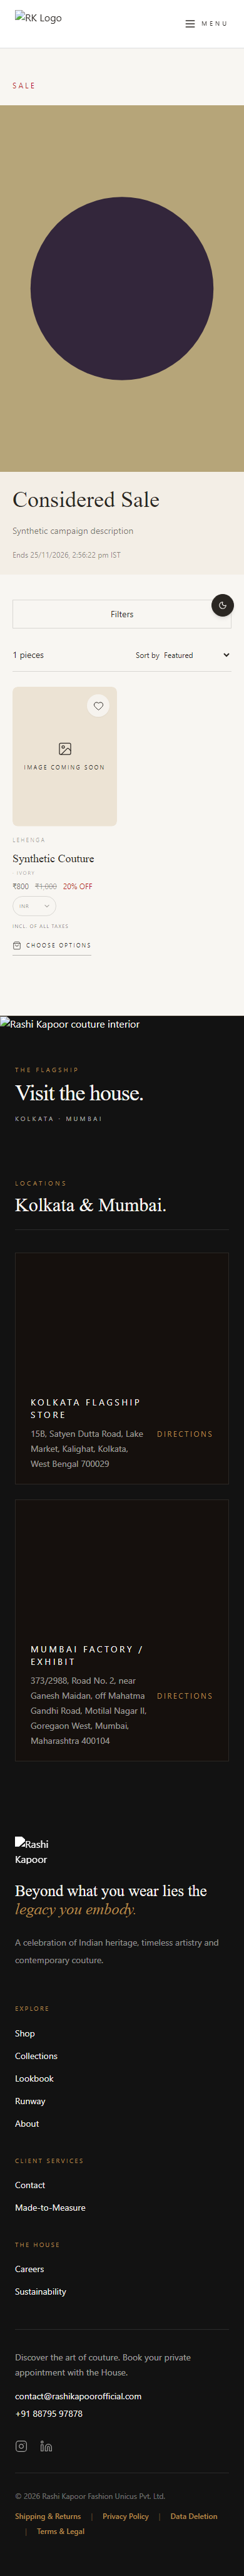 RK Logo
MENU
SALE
Considered Sale
Synthetic campaign description
Ends 25/11/2026, 2:56:22 pm IST
Filters
1 pieces
Sort by Featured
IMAGE COMING SOON
LEHENGA
Synthetic Couture
IVORY
₹800 ₹1,000 20% OFF
INR
INCL. OF ALL TAXES
CHOOSE OPTIONS
Rashi Kapoor couture interior
THE FLAGSHIP
Visit the house.
KOLKATA · MUMBAI
LOCATIONS
Kolkata & Mumbai.
KOLKATA FLAGSHIP
STORE
15B, Satyen Dutta Road, Lake
Market, Kalighat, Kolkata,
West Bengal 700029
DIRECTIONS
MUMBAI FACTORY /
EXHIBIT
373/2988, Road No. 2, near
Ganesh Maidan, off Mahatma
Gandhi Road, Motilal Nagar II,
Goregaon West, Mumbai,
Maharashtra 400104
DIRECTIONS
Rashi
Kapoor
Beyond what you wear lies the
legacy you embody.
A celebration of Indian heritage, timeless artistry and
contemporary couture.
EXPLORE
Shop
Collections
Lookbook
Runway
About
CLIENT SERVICES
Contact
Made-to-Measure
THE HOUSE
Careers
Sustainability
Discover the art of couture. Book your private
appointment with the House.
contact@rashikapoorofficial.com
+91 88795 97878
© 2026 Rashi Kapoor Fashion Unicus Pvt. Ltd.
Shipping & Returns | Privacy Policy | Data Deletion
| Terms & Legal